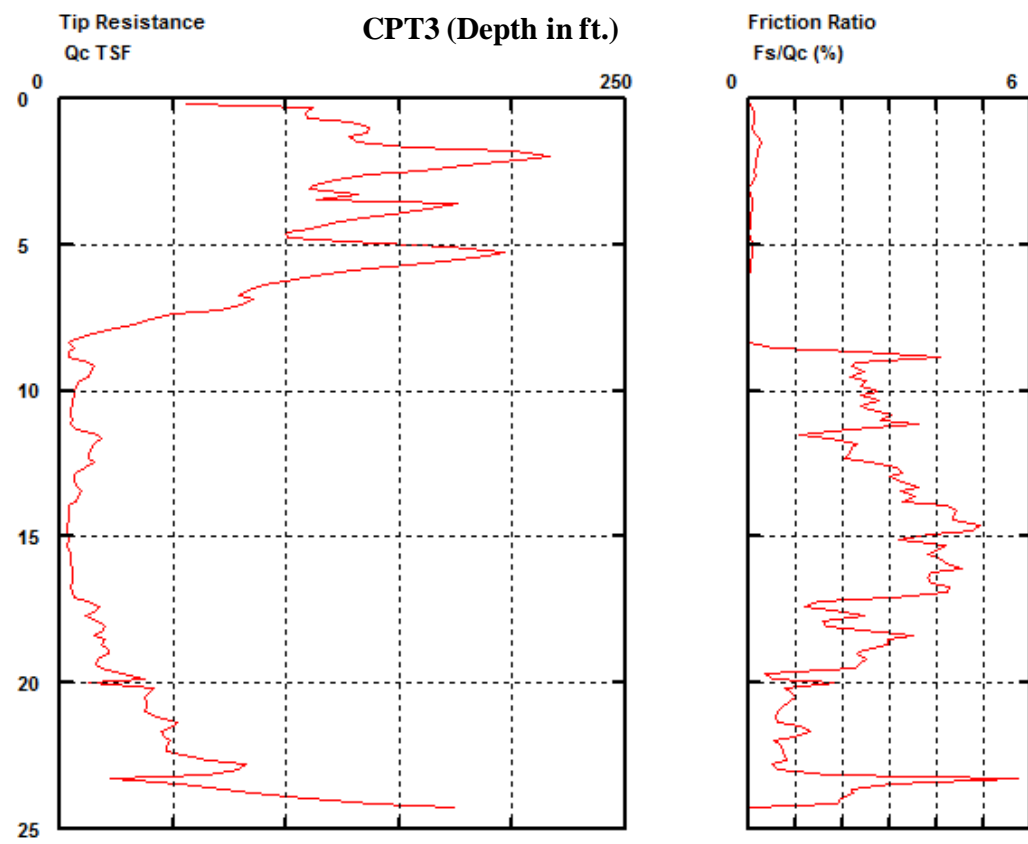 Tip Resistance
CPT3 (Depth in ft.)
Friction Ratio
Qc TSF
Fs/Qc (%)
0 250 0 6
0
5
10
15
20
25